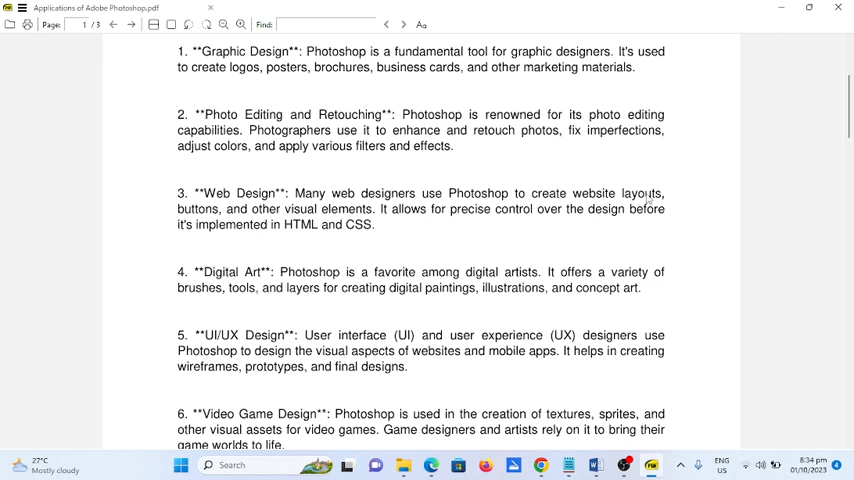 Applications of Adobe Photoshop.pdf
Page: 1 / 3 Find: Aa
1. **Graphic Design**: Photoshop is a fundamental tool for graphic designers. It's used
to create logos, posters, brochures, business cards, and other marketing materials.
2. **Photo Editing and Retouching**: Photoshop is renowned for its photo editing
capabilities. Photographers use it to enhance and retouch photos, fix imperfections,
adjust colors, and apply various filters and effects.
3. **Web Design**: Many web designers use Photoshop to create website layouts,
buttons, and other visual elements. It allows for precise control over the design before
it's implemented in HTML and CSS.
4. **Digital Art**: Photoshop is a favorite among digital artists. It offers a variety of
brushes, tools, and layers for creating digital paintings, illustrations, and concept art.
5. **UI/UX Design**: User interface (UI) and user experience (UX) designers use
Photoshop to design the visual aspects of websites and mobile apps. It helps in creating
wireframes, prototypes, and final designs.
6. **Video Game Design**: Photoshop is used in the creation of textures, sprites, and
other visual assets for video games. Game designers and artists rely on it to bring their
game worlds to life.
27°C
Mostly cloudy
Search
ENG
US
8:34 pm
01/10/2023
4